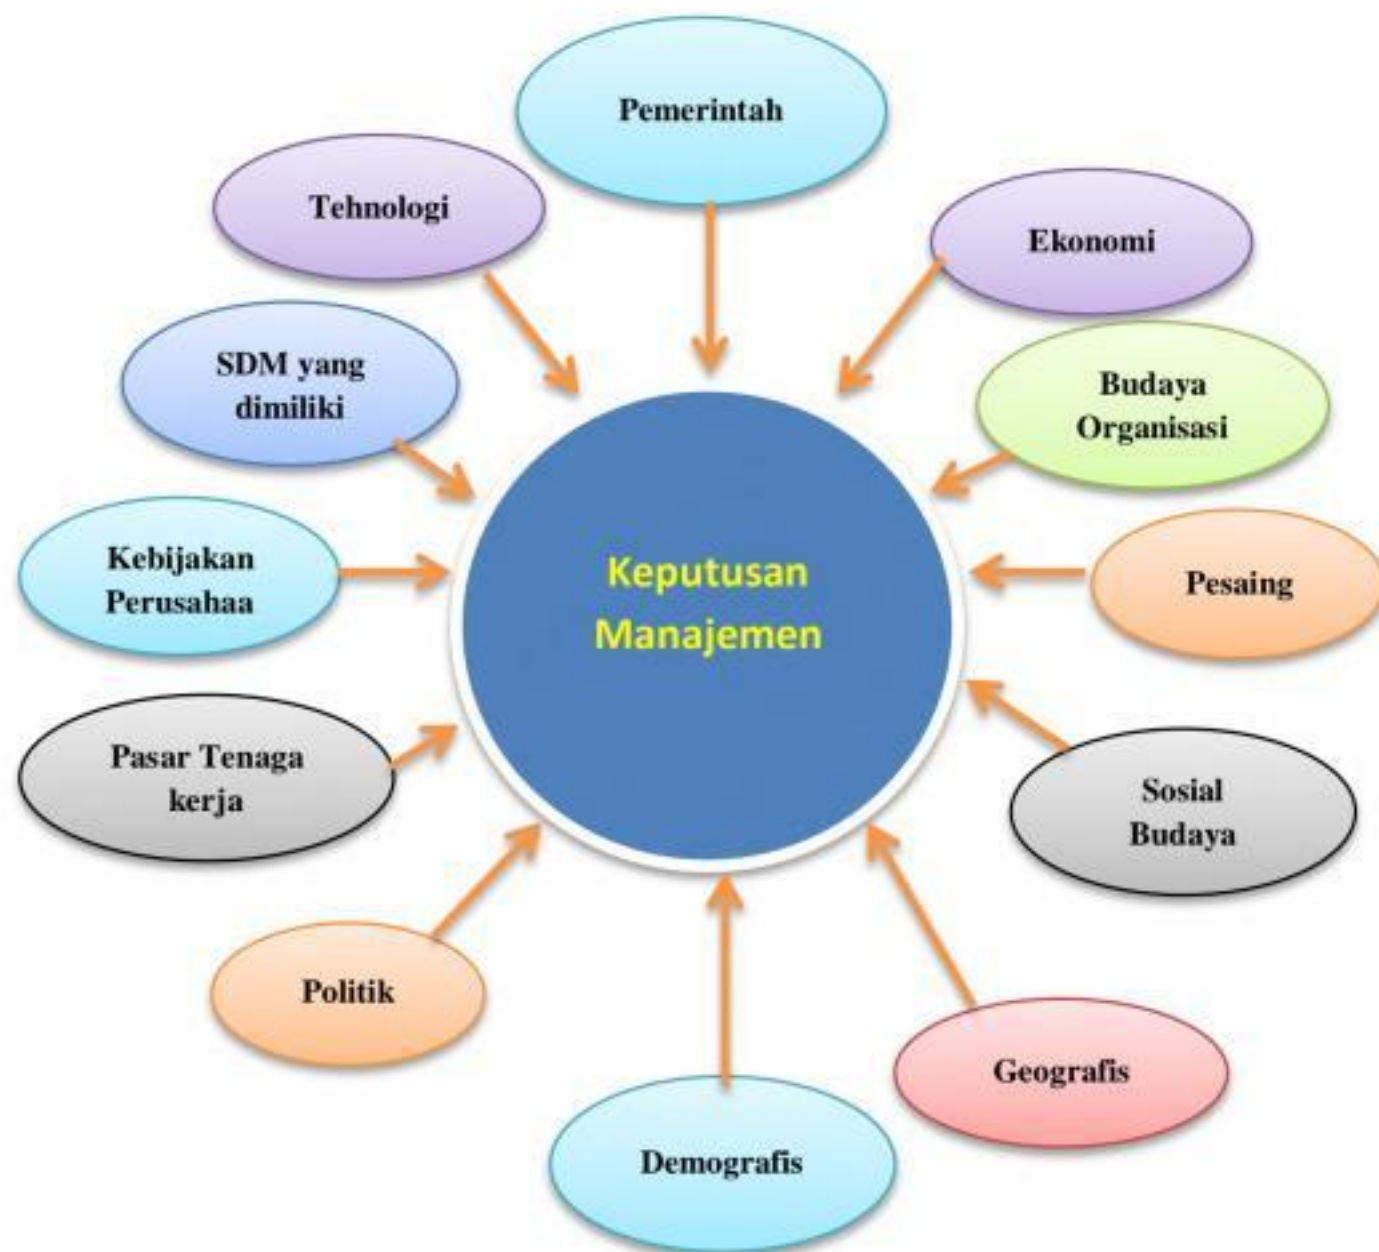 Pemerintah
Tehnologi
Ekonomi
SDM yang
dimiliki
Budaya
Organisasi
Kebijakan
Perusahaa
Keputusan
Manajemen
Pesaing
Pasar Tenaga
kerja
Sosial
Budaya
Politik
Geografis
Demografis